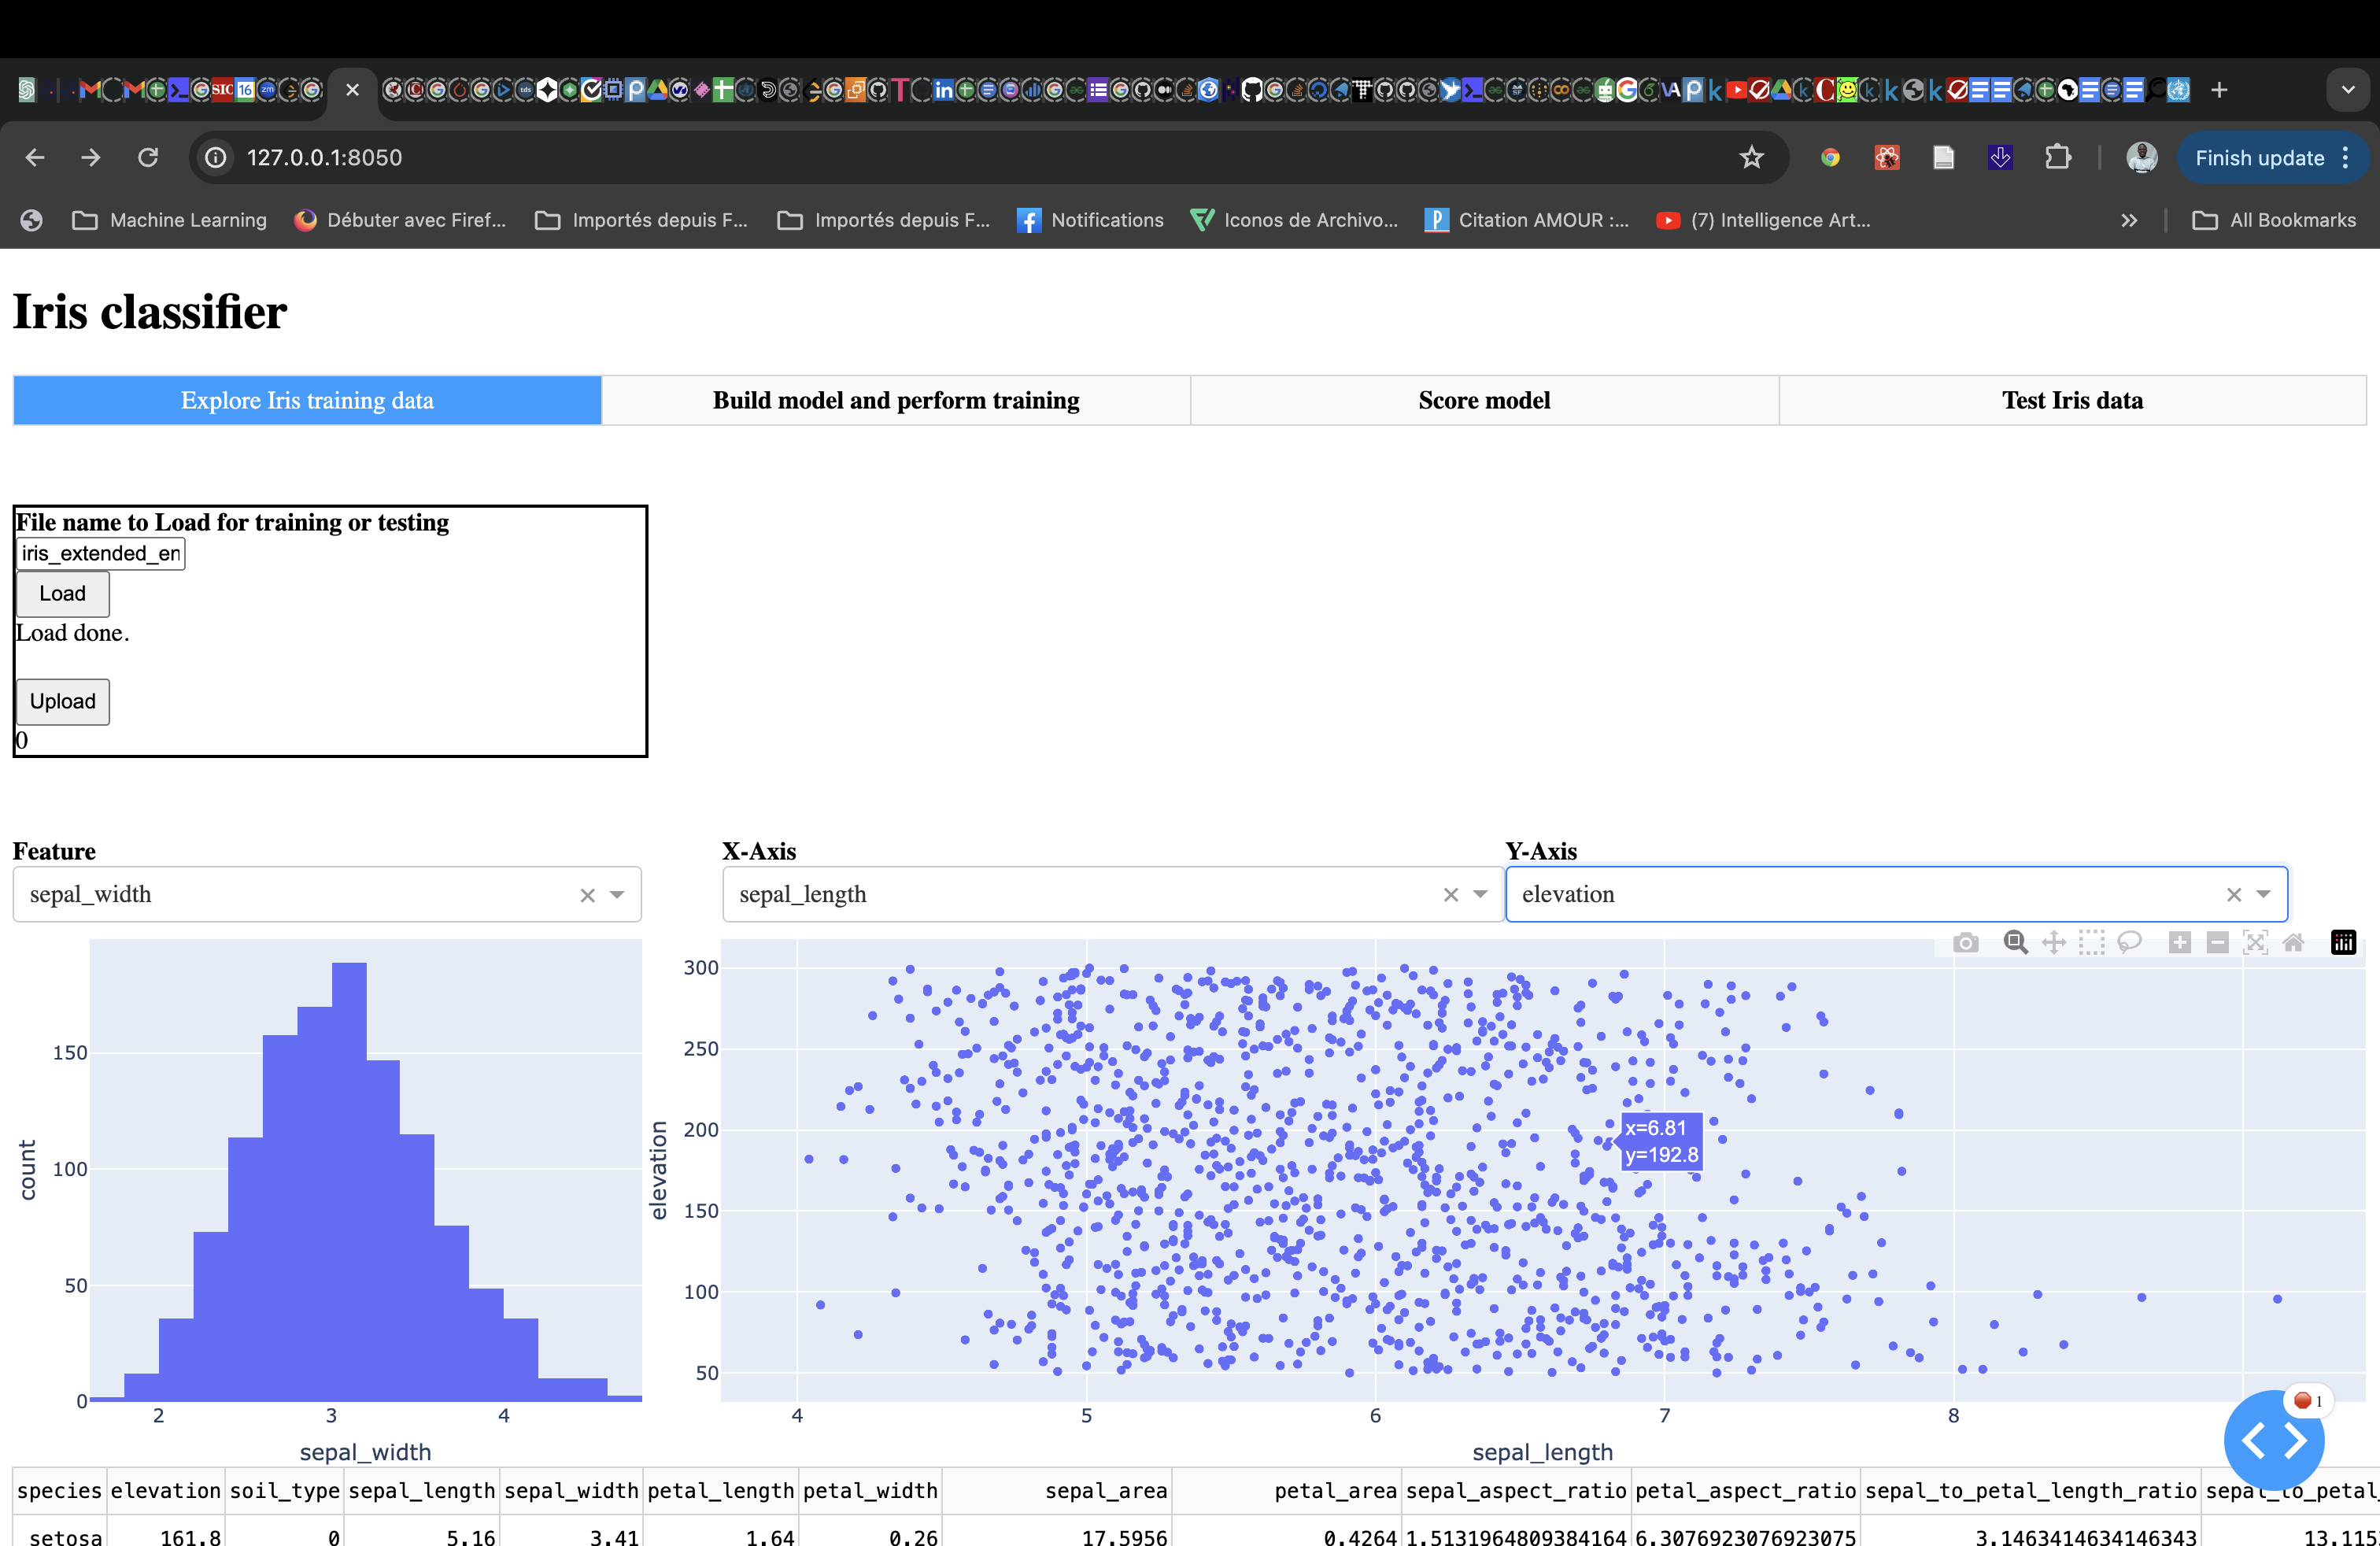 SIC 16 zm tds
127.0.0.1:8050
Finish update
Machine Learning Débuter avec Firef... Importés depuis F... Importés depuis F... Notifications Iconos de Archivo... Citation AMOUR :... (7) Intelligence Art... All Bookmarks
Iris classifier
Explore Iris training data Build model and perform training Score model Test Iris data
File name to Load for training or testing
iris_extended_en
Load
Load done.
Upload
0
Feature X-Axis Y-Axis
sepal_width sepal_length elevation
150
100
50
0
count
2 3 4
sepal_width
300
250
200
150
100
50
elevation
x=6.81
y=192.8
4 5 6 7 8
sepal_length
1
species elevation soil_type sepal_length sepal_width petal_length petal_width sepal_area petal_area sepal_aspect_ratio petal_aspect_ratio sepal_to_petal_length_ratio sepal_to_petal_
setosa 161.8 0 5.16 3.41 1.64 0.26 17.5956 0.4264 1.5131964809384164 6.3076923076923075 3.1463414634146343 13.115